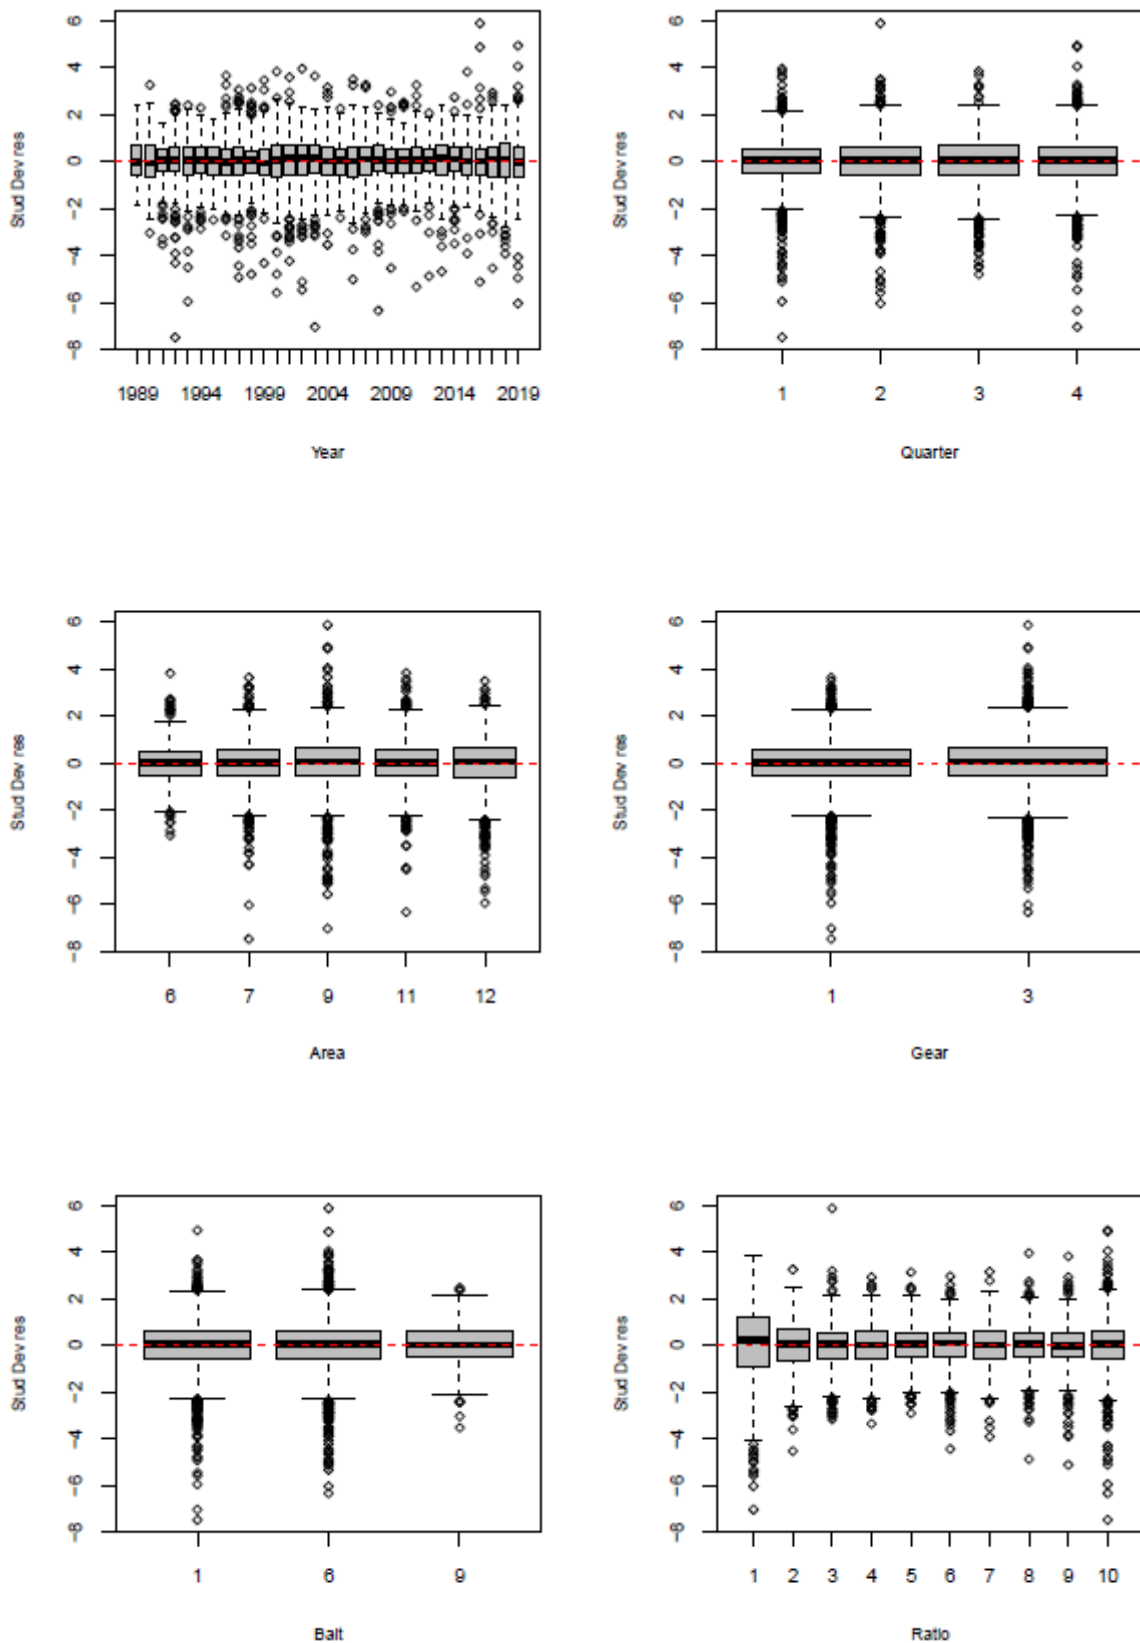 6
4
2
0
−2
−4
−6
−8
Stud Dev res
1989 1994 1999 2004 2009 2014 2019
Year
6
4
2
0
−2
−4
−6
−8
Stud Dev res
1 2 3 4
Quarter
6
4
2
0
−2
−4
−6
−8
Stud Dev res
6 7 9 11 12
Area
6
4
2
0
−2
−4
−6
−8
Stud Dev res
1 3
Gear
6
4
2
0
−2
−4
−6
−8
Stud Dev res
1 6 9
Bait
6
4
2
0
−2
−4
−6
−8
Stud Dev res
1 2 3 4 5 6 7 8 9 10
Ratio